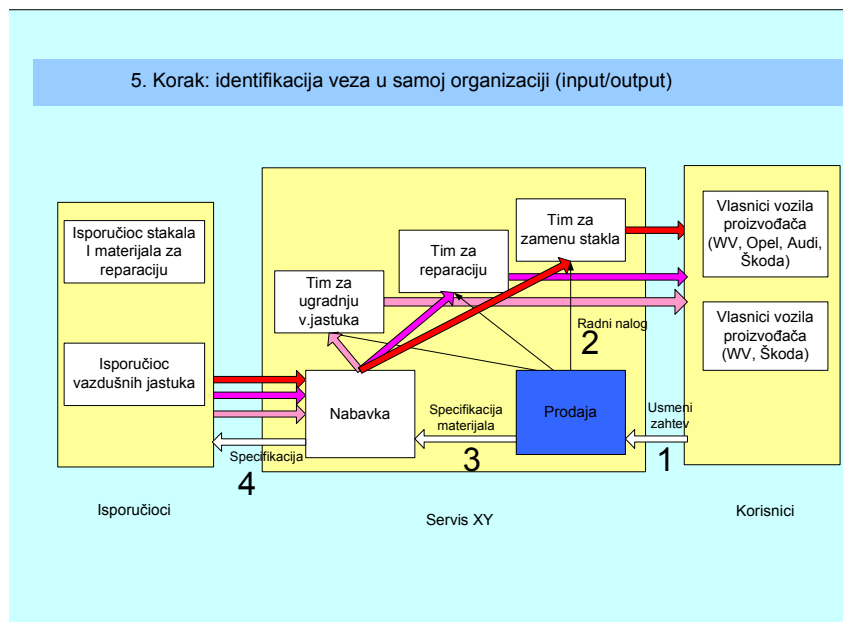 5. Korak: identifikacija veza u samoj organizaciji (input/output)
Isporučioc stakala
I materijala za
reparaciju
Isporučioc
vazdušnih jastuka
Isporučioci
Tim za
zamenu stakla
Tim za
reparaciju
Tim za
ugradnju
v.jastuka
Radni nalog
2
Nabavka
Specifikacija
materijala
3
Prodaja
Usmeni
zahtev
1
Specifikacija
4
Servis XY
Vlasnici vozila
proizvođača
(WV, Opel, Audi,
Škoda)
Vlasnici vozila
proizvođača
(WV, Škoda)
Korisnici